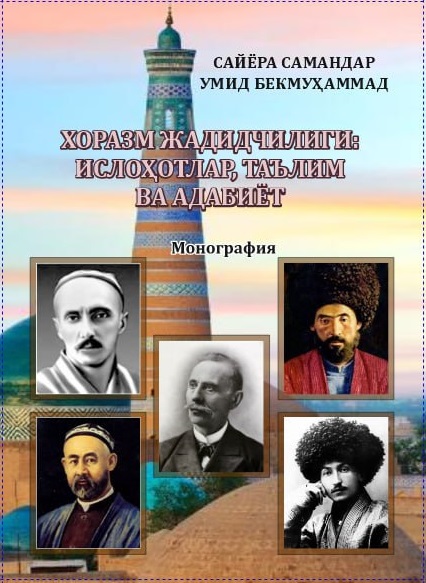 САЙЁРА САМАНДАР
УМИД БЕКМУҲАММАД
ХОРАЗМ ЖАДИДЧИЛИГИ:
ИСЛОҲОТЛАР, ТАЪЛИМ
ВА АДАБИЁТ
Монография